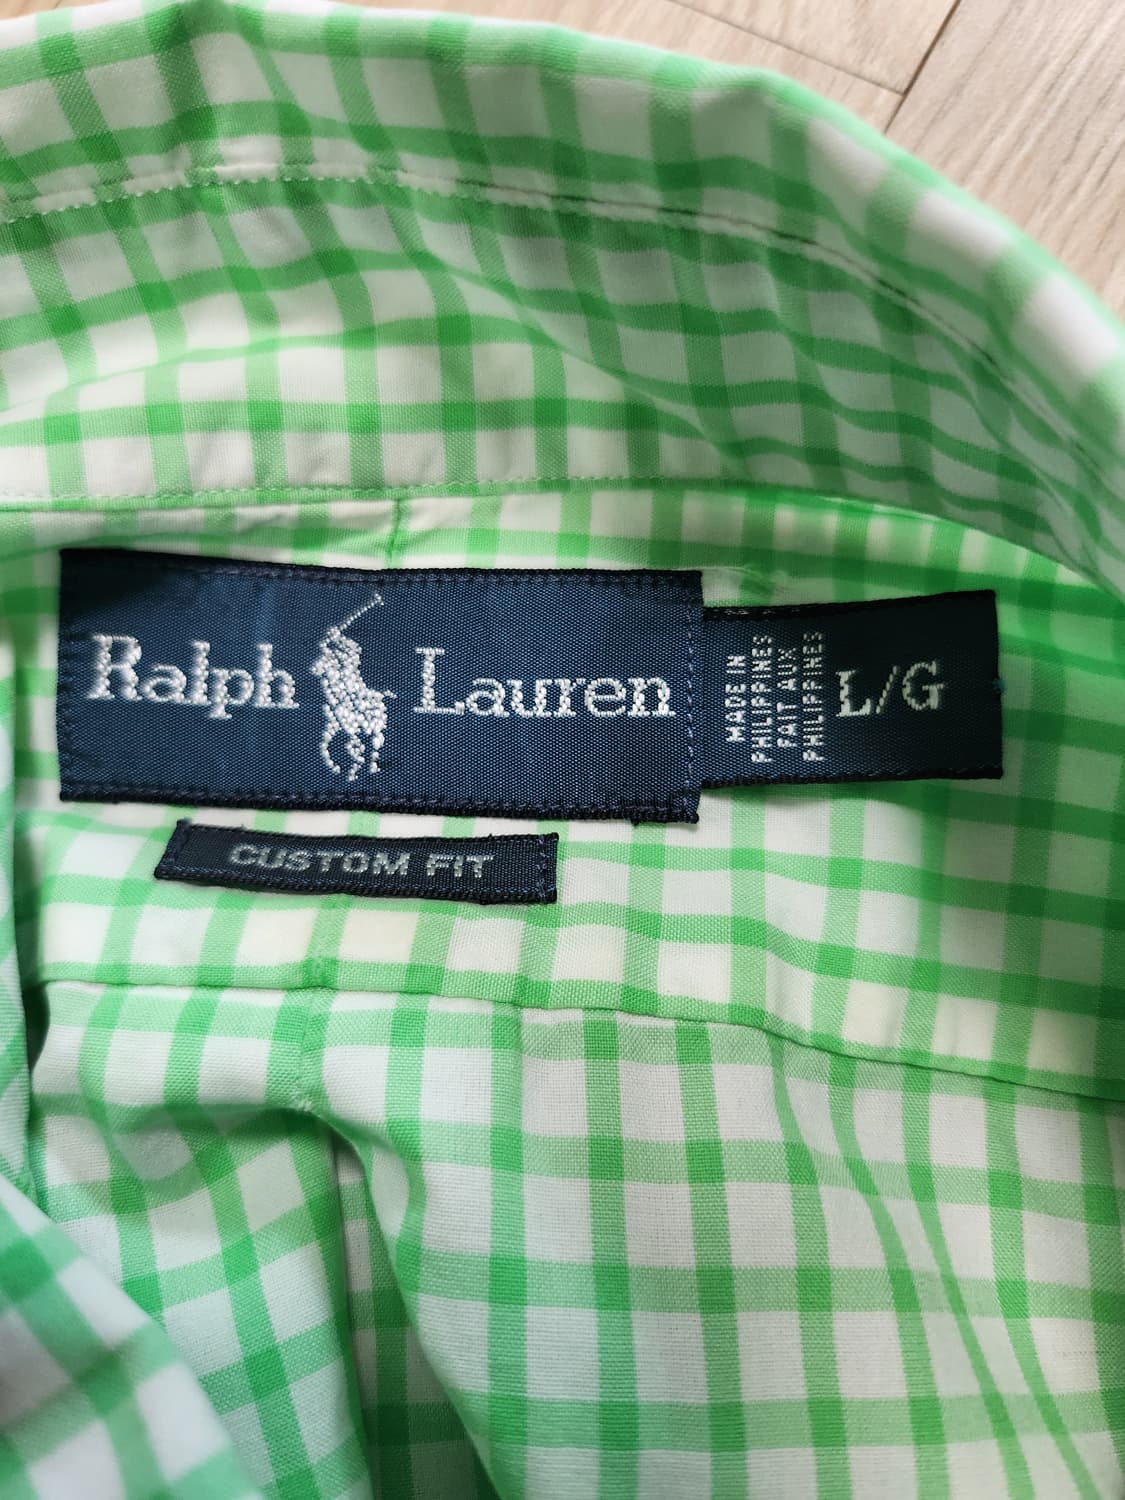 Ralph Lauren
MADE IN
PHILIPPINES
FAIT AUX
PHILIPPINES
L/G
CUSTOM FIT